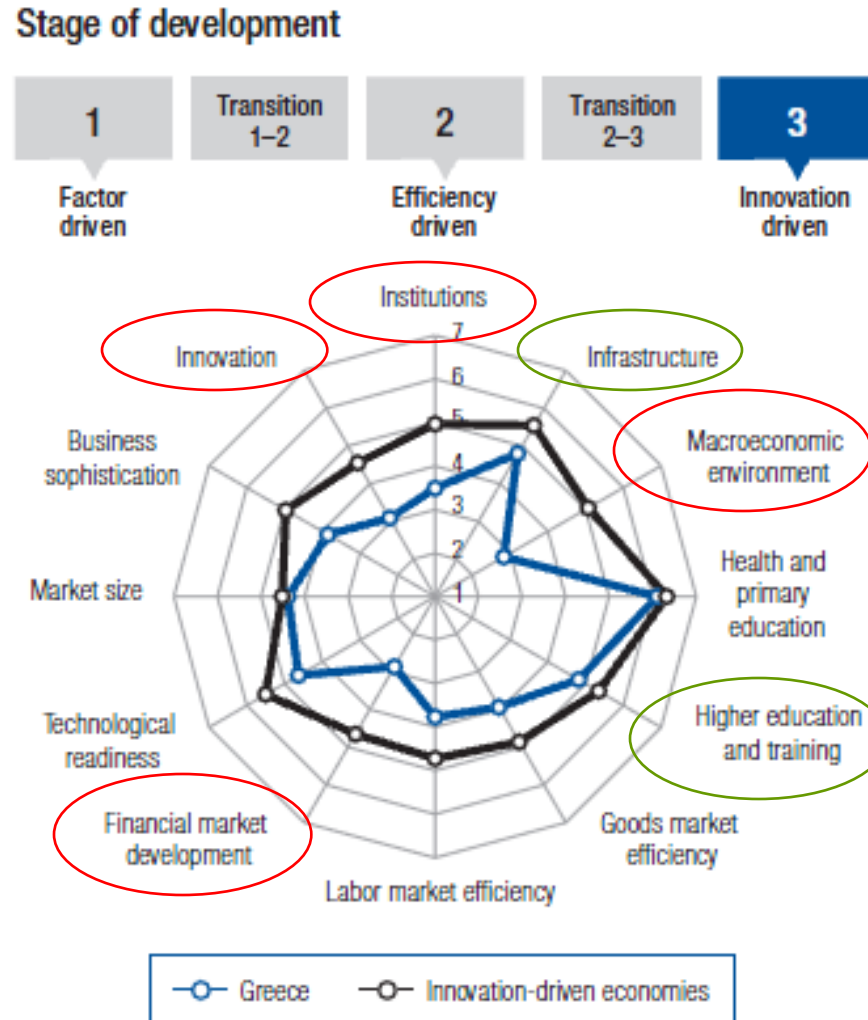 Stage of development
1
Transition
1–2
2
Transition
2–3
3
Factor
driven
Efficiency
driven
Innovation
driven
Institutions
Innovation
Infrastructure
Business
sophistication
Macroeconomic
environment
Market size
Health and
primary
education
Technological
readiness
Higher education
and training
Financial market
development
Goods market
efficiency
Labor market efficiency
7
6
5
4
3
2
1
Greece
Innovation-driven economies